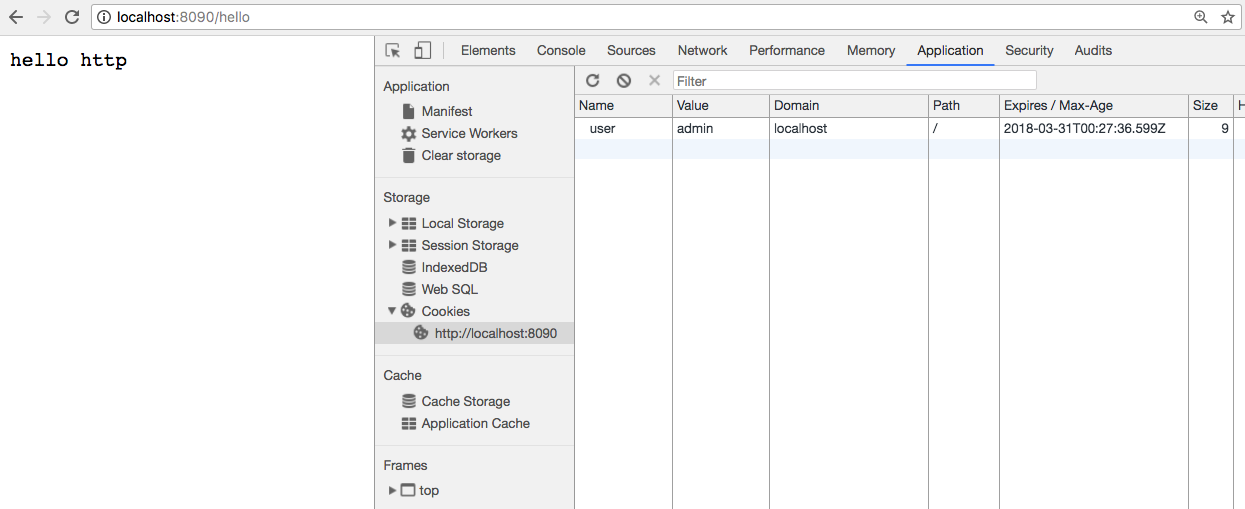 localhost:8090/hello
hello http
Elements Console Sources Network Performance Memory Application Security Audits
Application
Manifest
Service Workers
Clear storage
Storage
Local Storage
Session Storage
IndexedDB
Web SQL
Cookies
http://localhost:8090
Cache
Cache Storage
Application Cache
Frames
top
Filter
Name Value Domain Path Expires / Max-Age Size H
user admin localhost / 2018-03-31T00:27:36.599Z 9